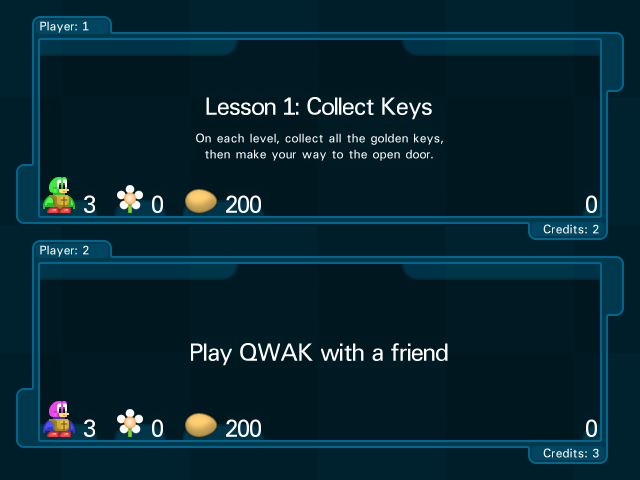 Player: 1
Lesson 1: Collect Keys
On each level, collect all the golden keys,
then make your way to the open door.
3 0 200 0
Credits: 2
Player: 2
Play QWAK with a friend
3 0 200 0
Credits: 3